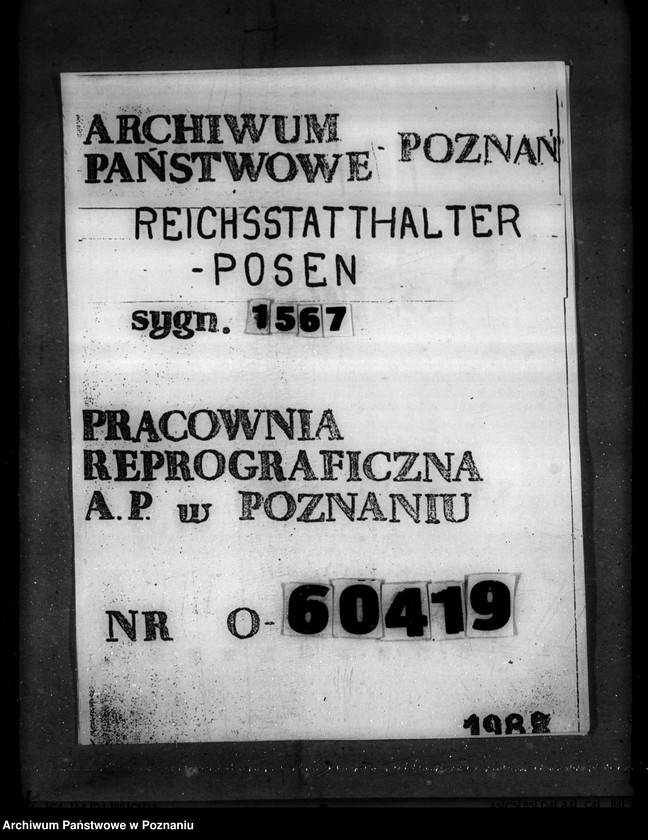 ARCHIWUM
PAŃSTWOWE - POZNAŃ
REICHSSTATTHALTER
-POSEN
sygn. 1567
PRACOWNIA
REPROGRAFICZNA
A.P. w POZNANIU
NR O-60419
Archiwum Państwowe w Poznaniu